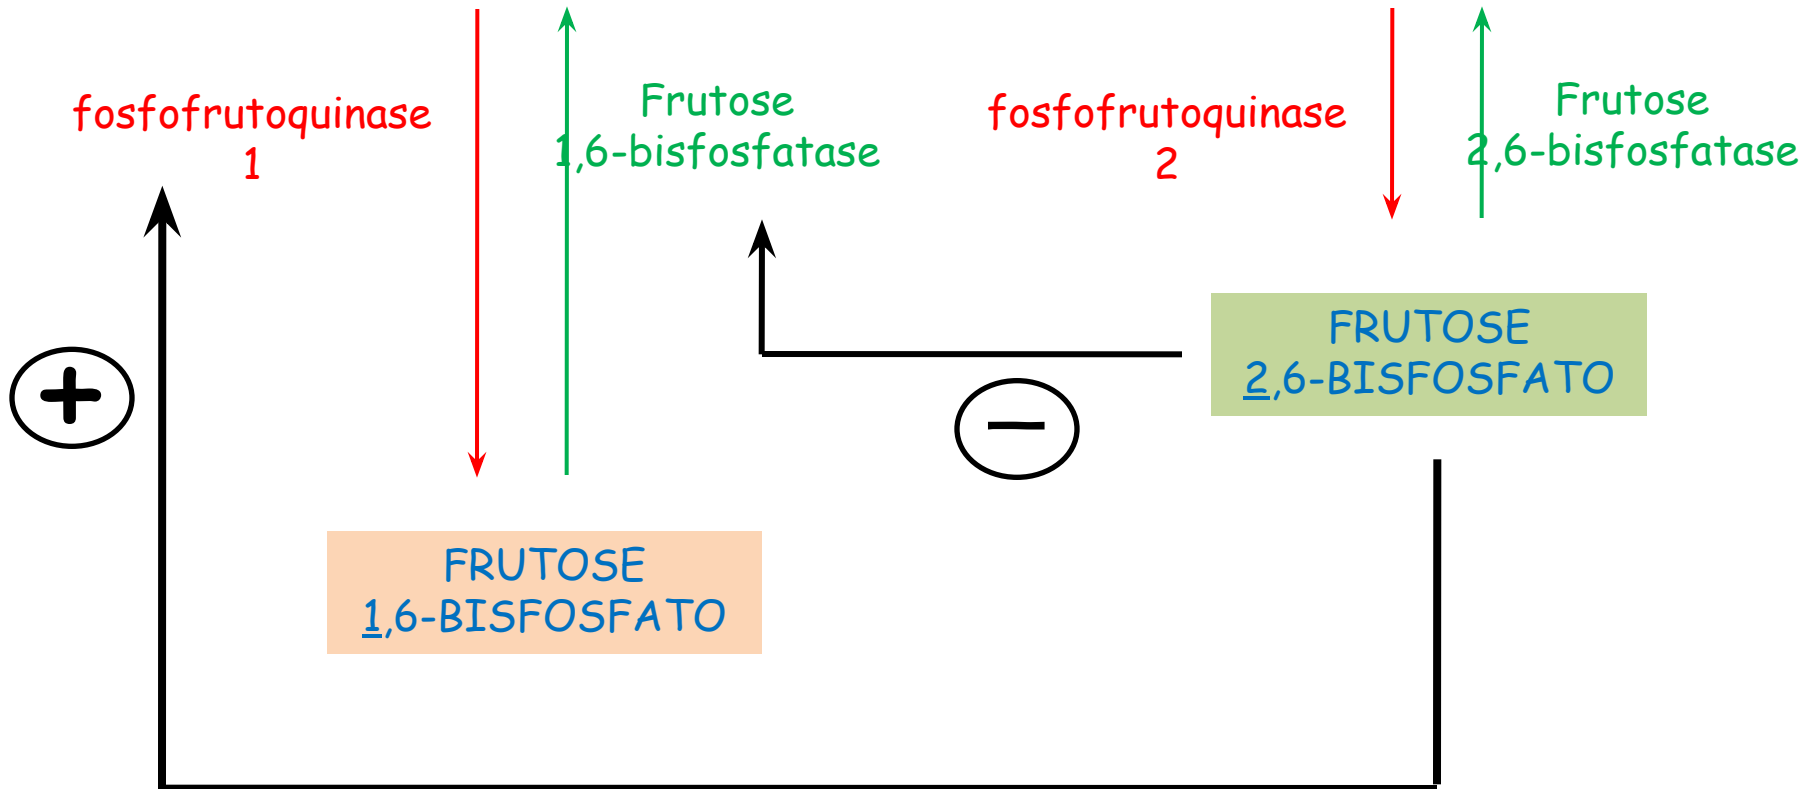 fosfofrutoquinase
1
Frutose
1,6-bisfosfatase
fosfofrutoquinase
2
Frutose
2,6-bisfosfatase
+
−
FRUTOSE
2,6-BISFOSFATO
FRUTOSE
1,6-BISFOSFATO